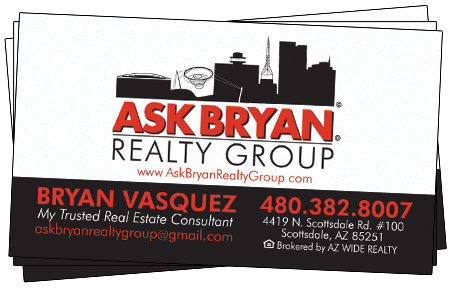 ASK BRYAN
REALTY GROUP
www.AskBryanRealtyGroup.com
BRYAN VASQUEZ
My Trusted Real Estate Consultant
askbryanrealtygroup@gmail.com
480.382.8007
4419 N. Scottsdale Rd. #100
Scottsdale, AZ 85251
Brokered by AZ WIDE REALTY